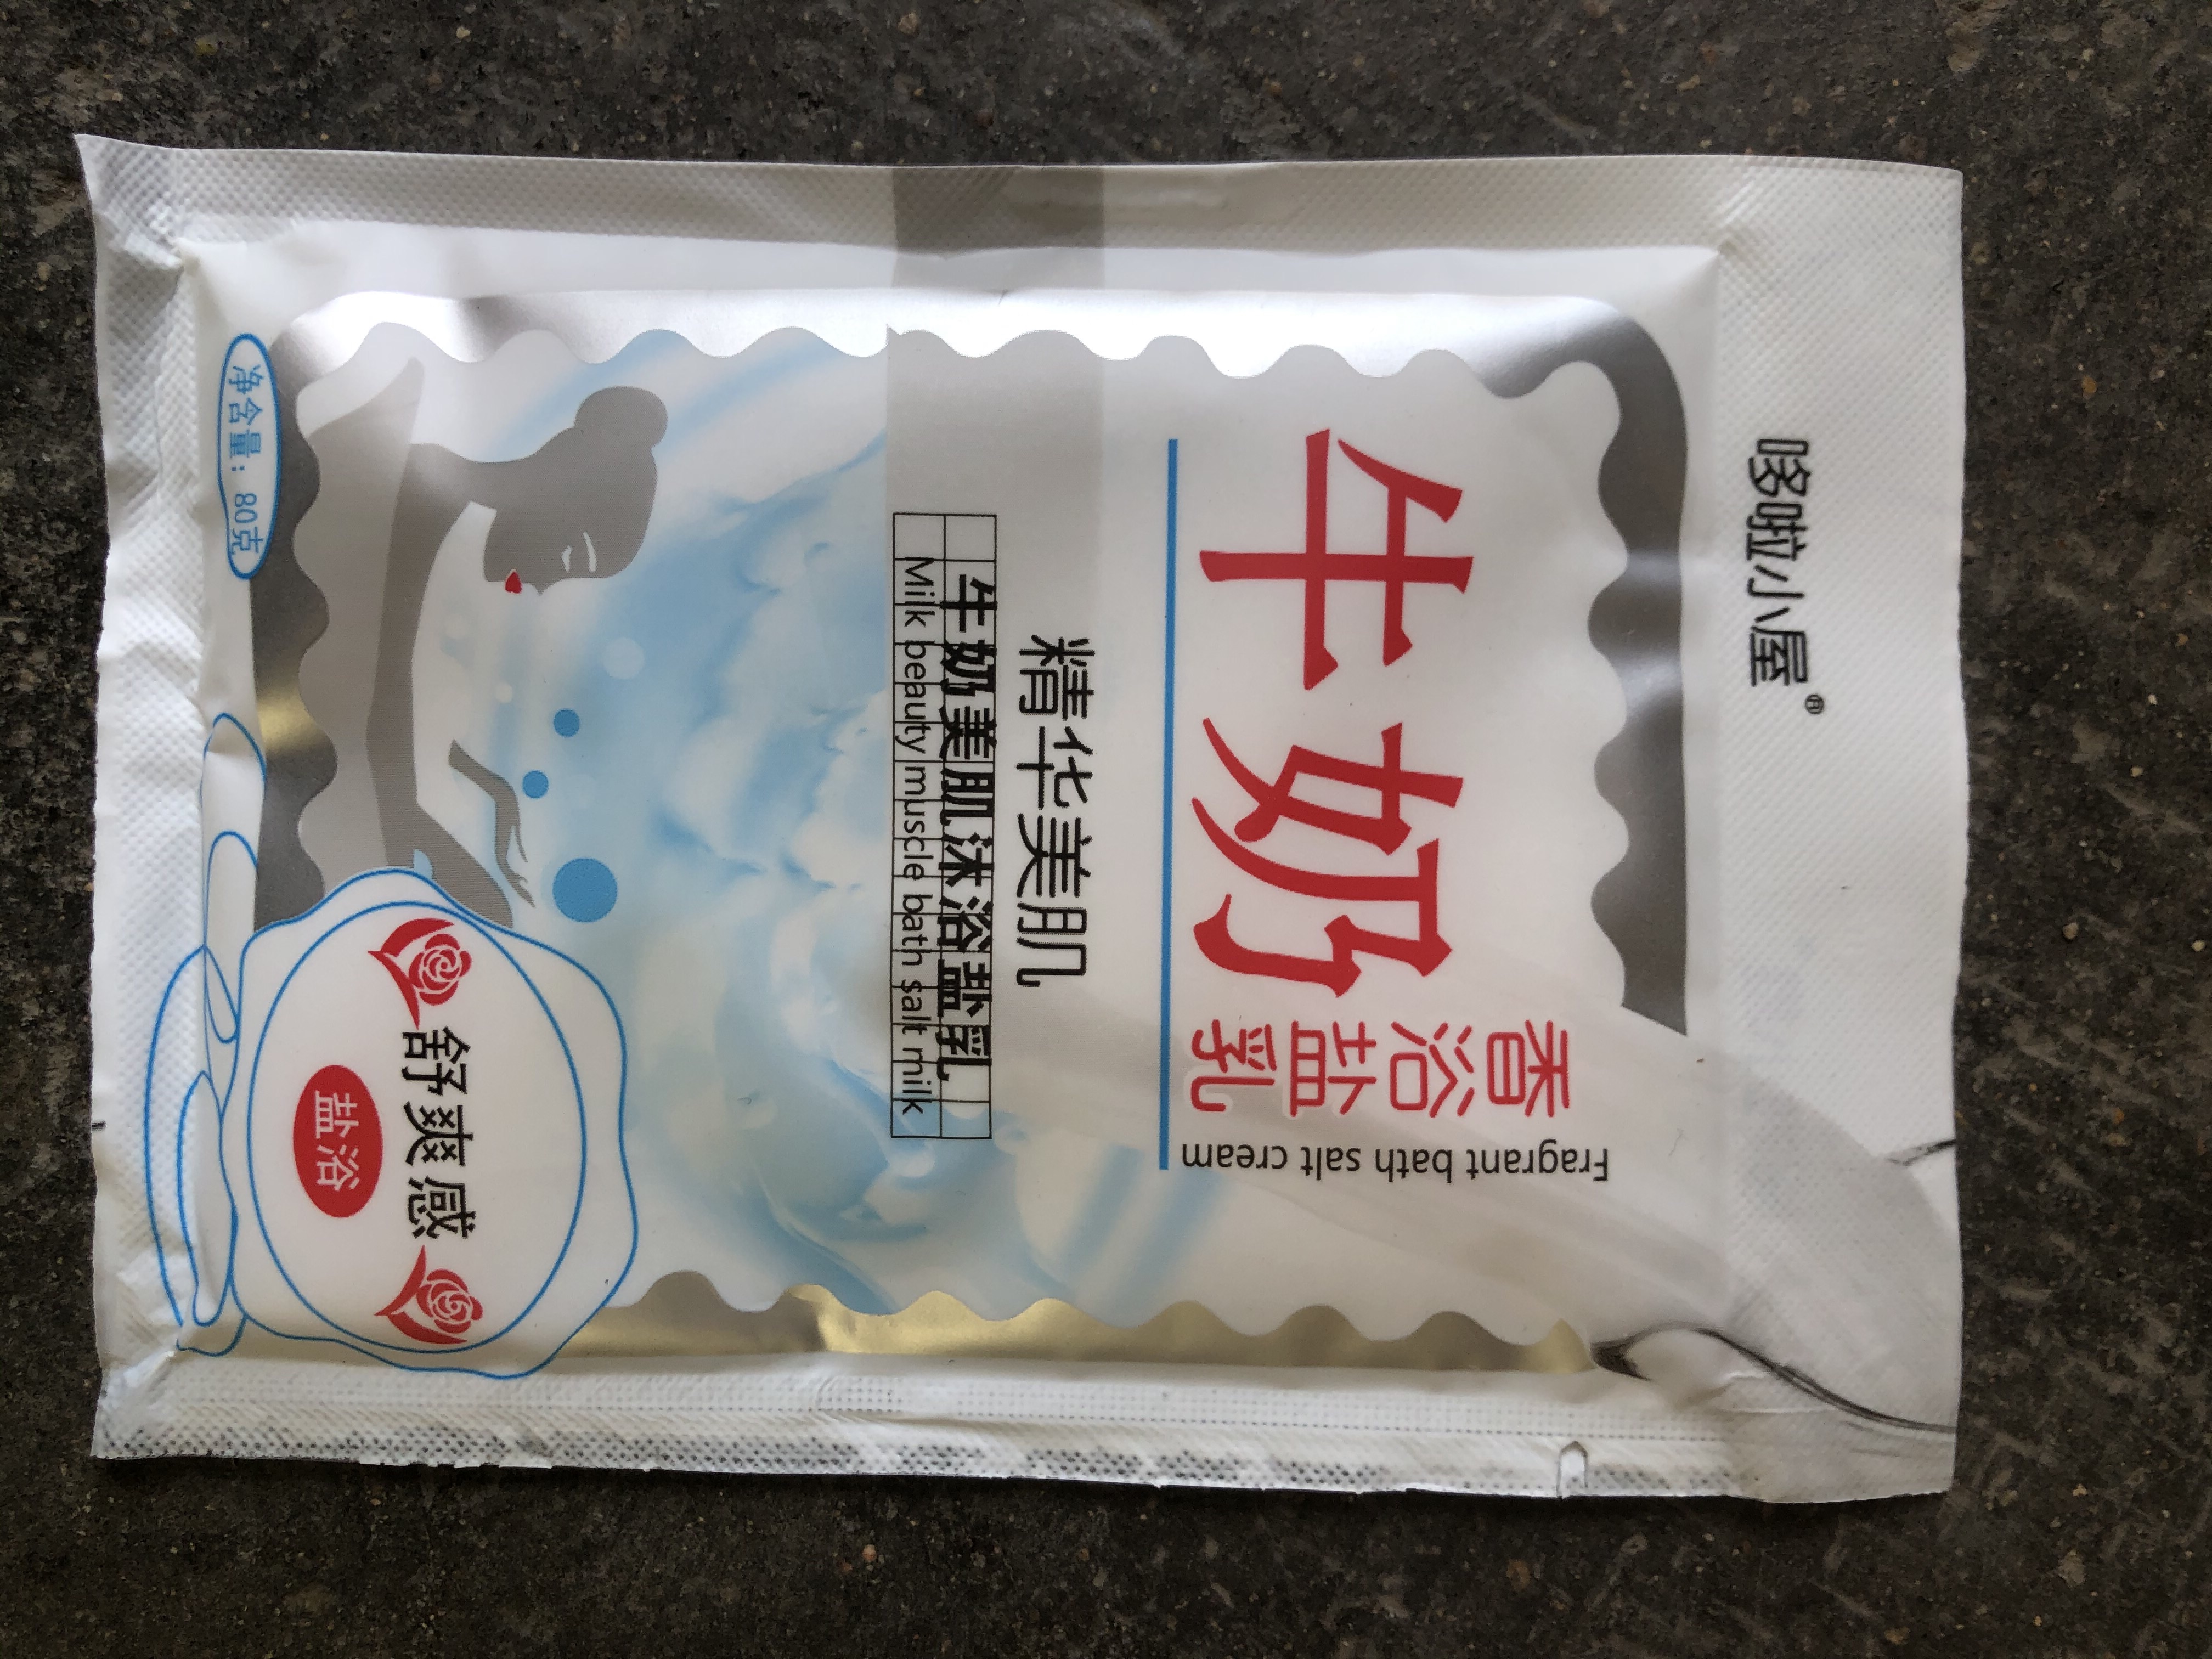 哆啦小屋®
牛奶
香浴盐乳
Fragrant bath salt cream
精华美肌
牛奶美肌沐浴盐乳
Milk beauty muscle bath salt milk
舒爽感
盐浴
净含量：80克